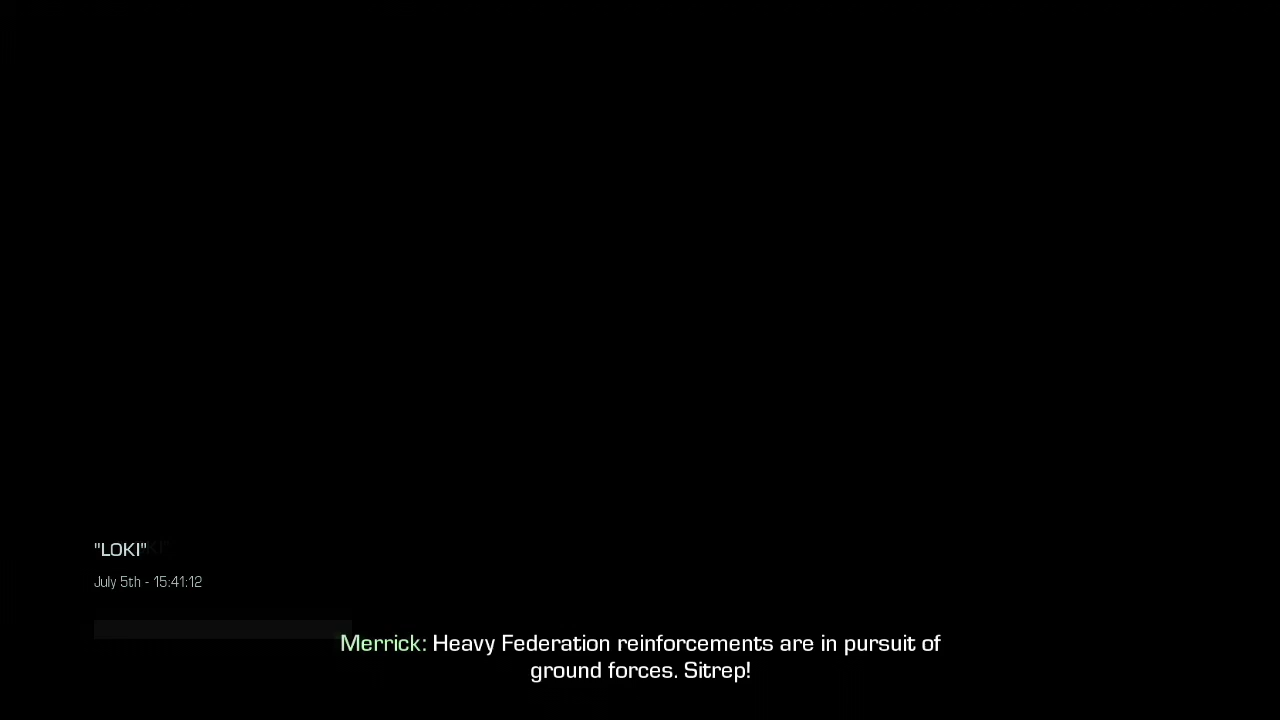 "LOKI"
July 5th - 15:41:12
Merrick: Heavy Federation reinforcements are in pursuit of
ground forces. Sitrep!